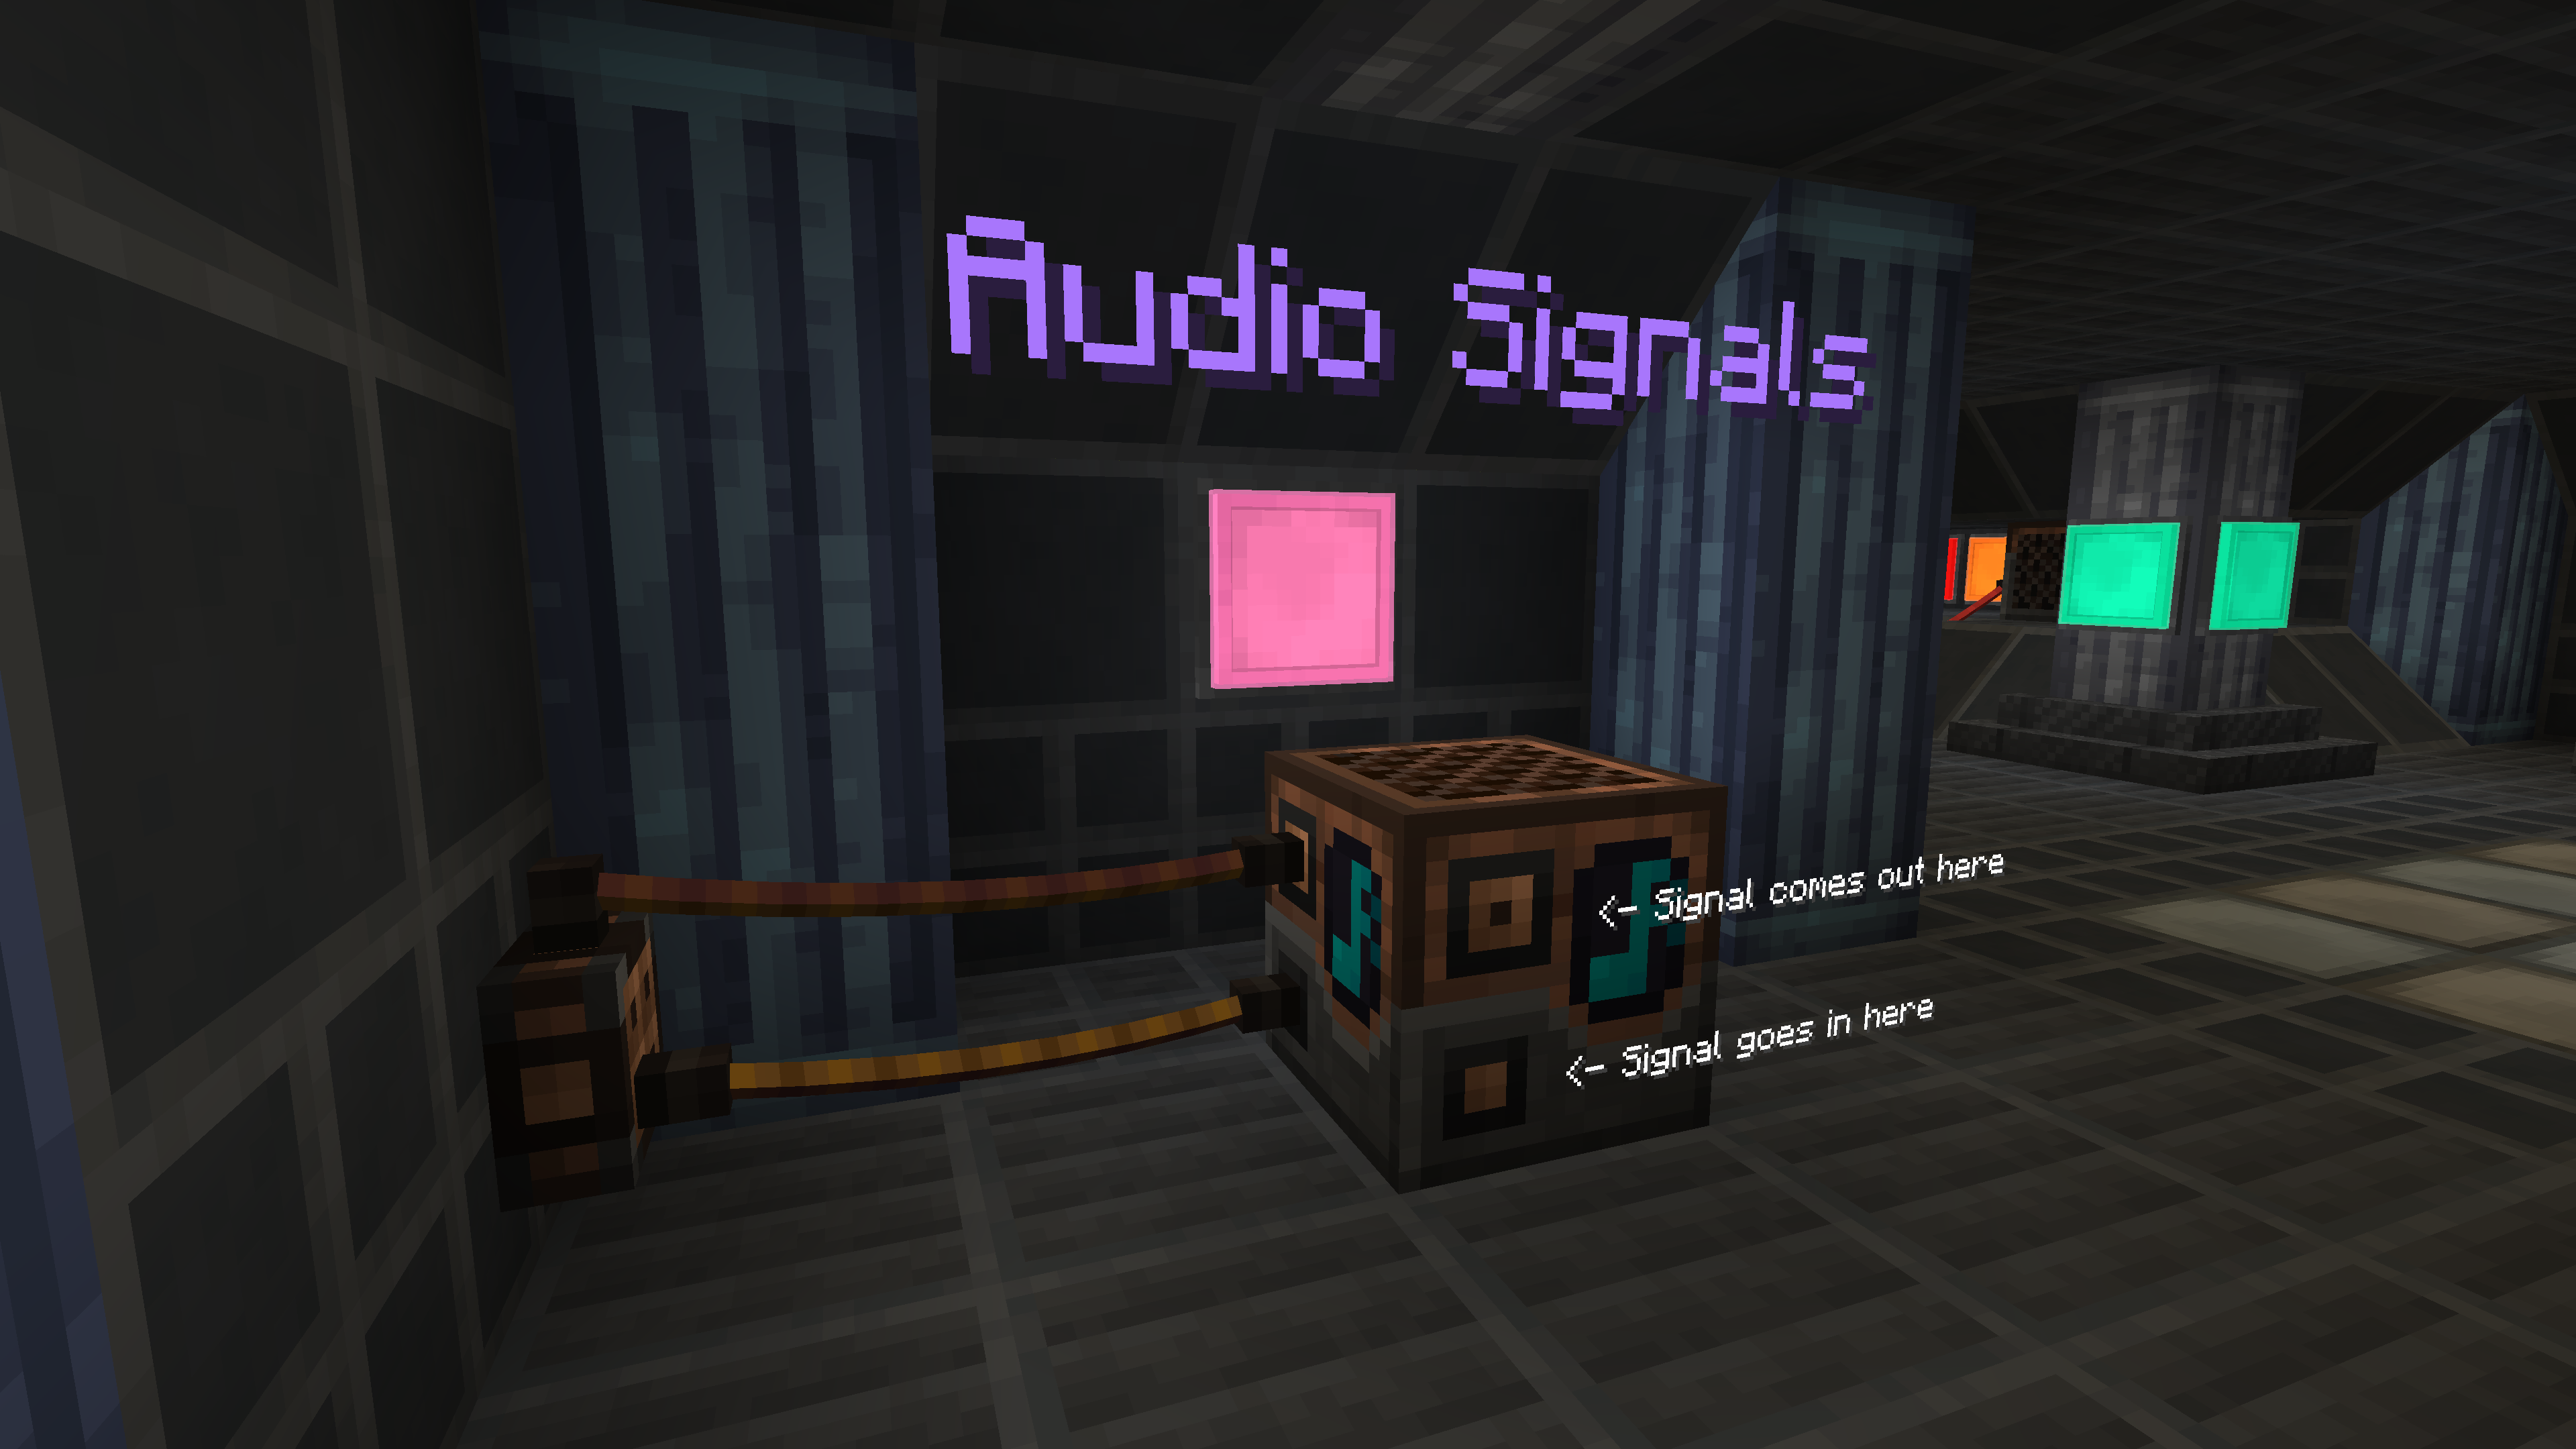 Audio Signals
<- Signal comes out here
<- Signal goes in here